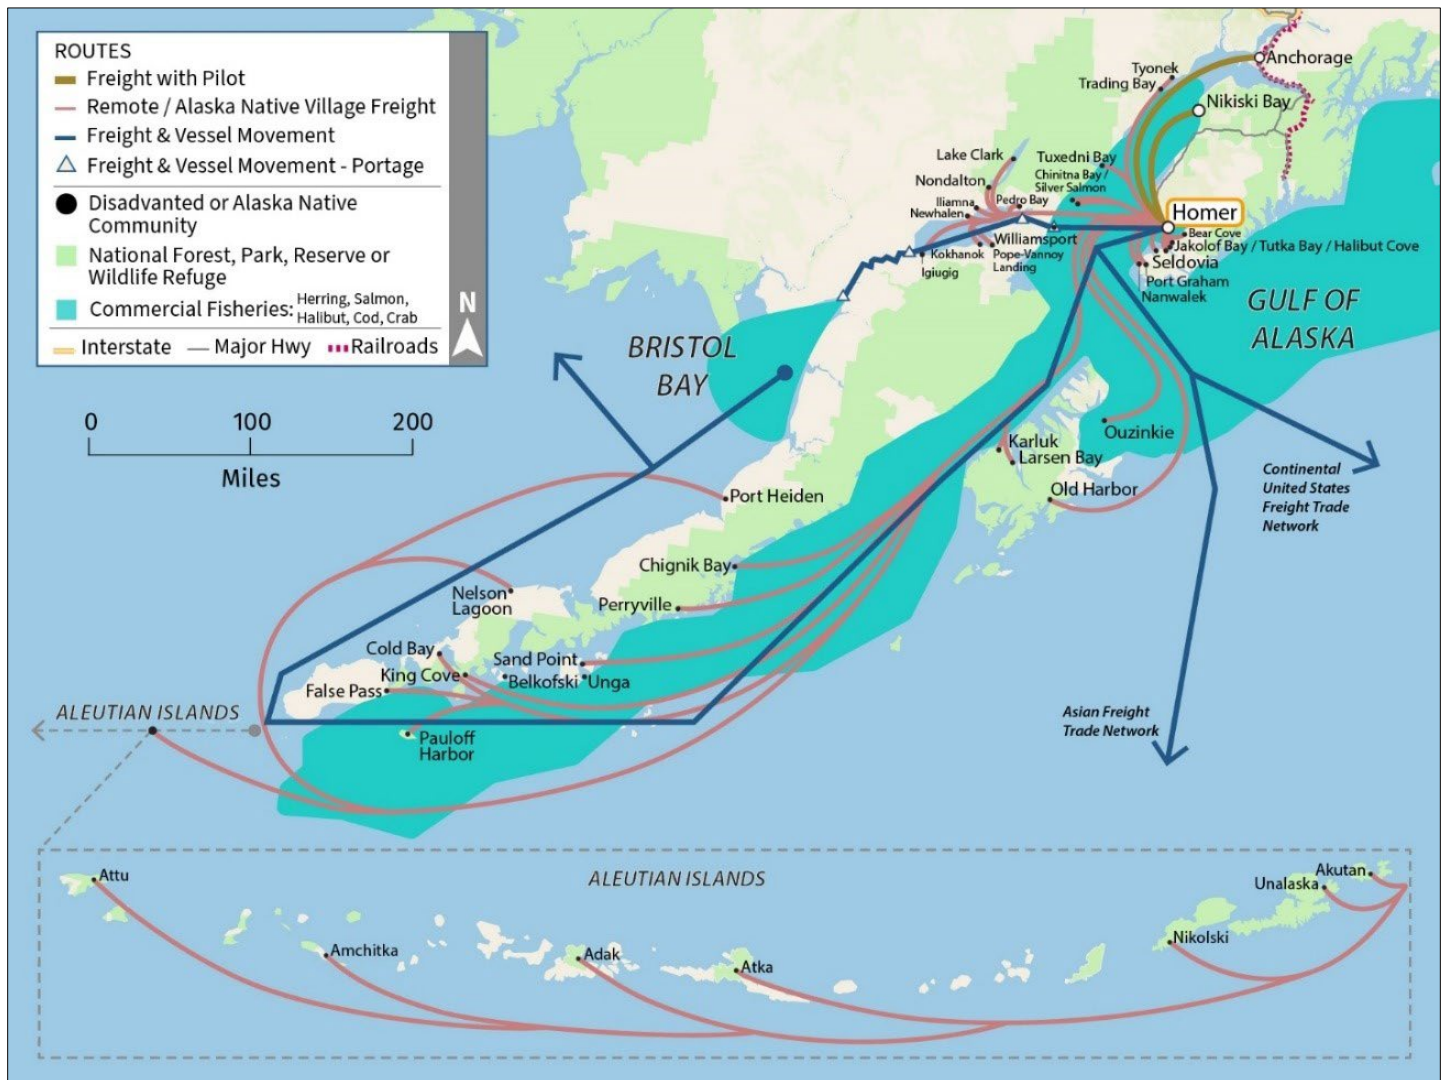 ROUTES
Freight with Pilot
Remote / Alaska Native Village Freight
Freight & Vessel Movement
Freight & Vessel Movement - Portage
Disadvanted or Alaska Native
Community
National Forest, Park, Reserve or
Wildlife Refuge
Commercial Fisheries: Herring, Salmon,
Halibut, Cod, Crab
Interstate
Major Hwy
Railroads
N
0 100 200
Miles
Anchorage
Tyonek
Trading Bay
Nikiski Bay
Lake Clark
Tuxedni Bay
Chinitna Bay /
Silver Salmon
Nondalton
Iliamna
Pedro Bay
Newhalen
Homer
Bear Cove
Jakolof Bay / Tutka Bay / Halibut Cove
Williamsport
Kokhanok
Pope-Vannoy
Landing
Igiugig
Seldovia
Port Graham
Nanwalek
GULF OF
ALASKA
BRISTOL
BAY
Ouzinkie
Karluk
Larsen Bay
Old Harbor
Continental
United States
Freight Trade
Network
Port Heiden
Chignik Bay
Nelson
Lagoon
Perryville
Cold Bay
Sand Point
King Cove
Belkofski
Unga
False Pass
ALEUTIAN ISLANDS
Pauloff
Harbor
Asian Freight
Trade Network
Attu
ALEUTIAN ISLANDS
Akutan
Unalaska
Amchitka
Adak
Atka
Nikolski